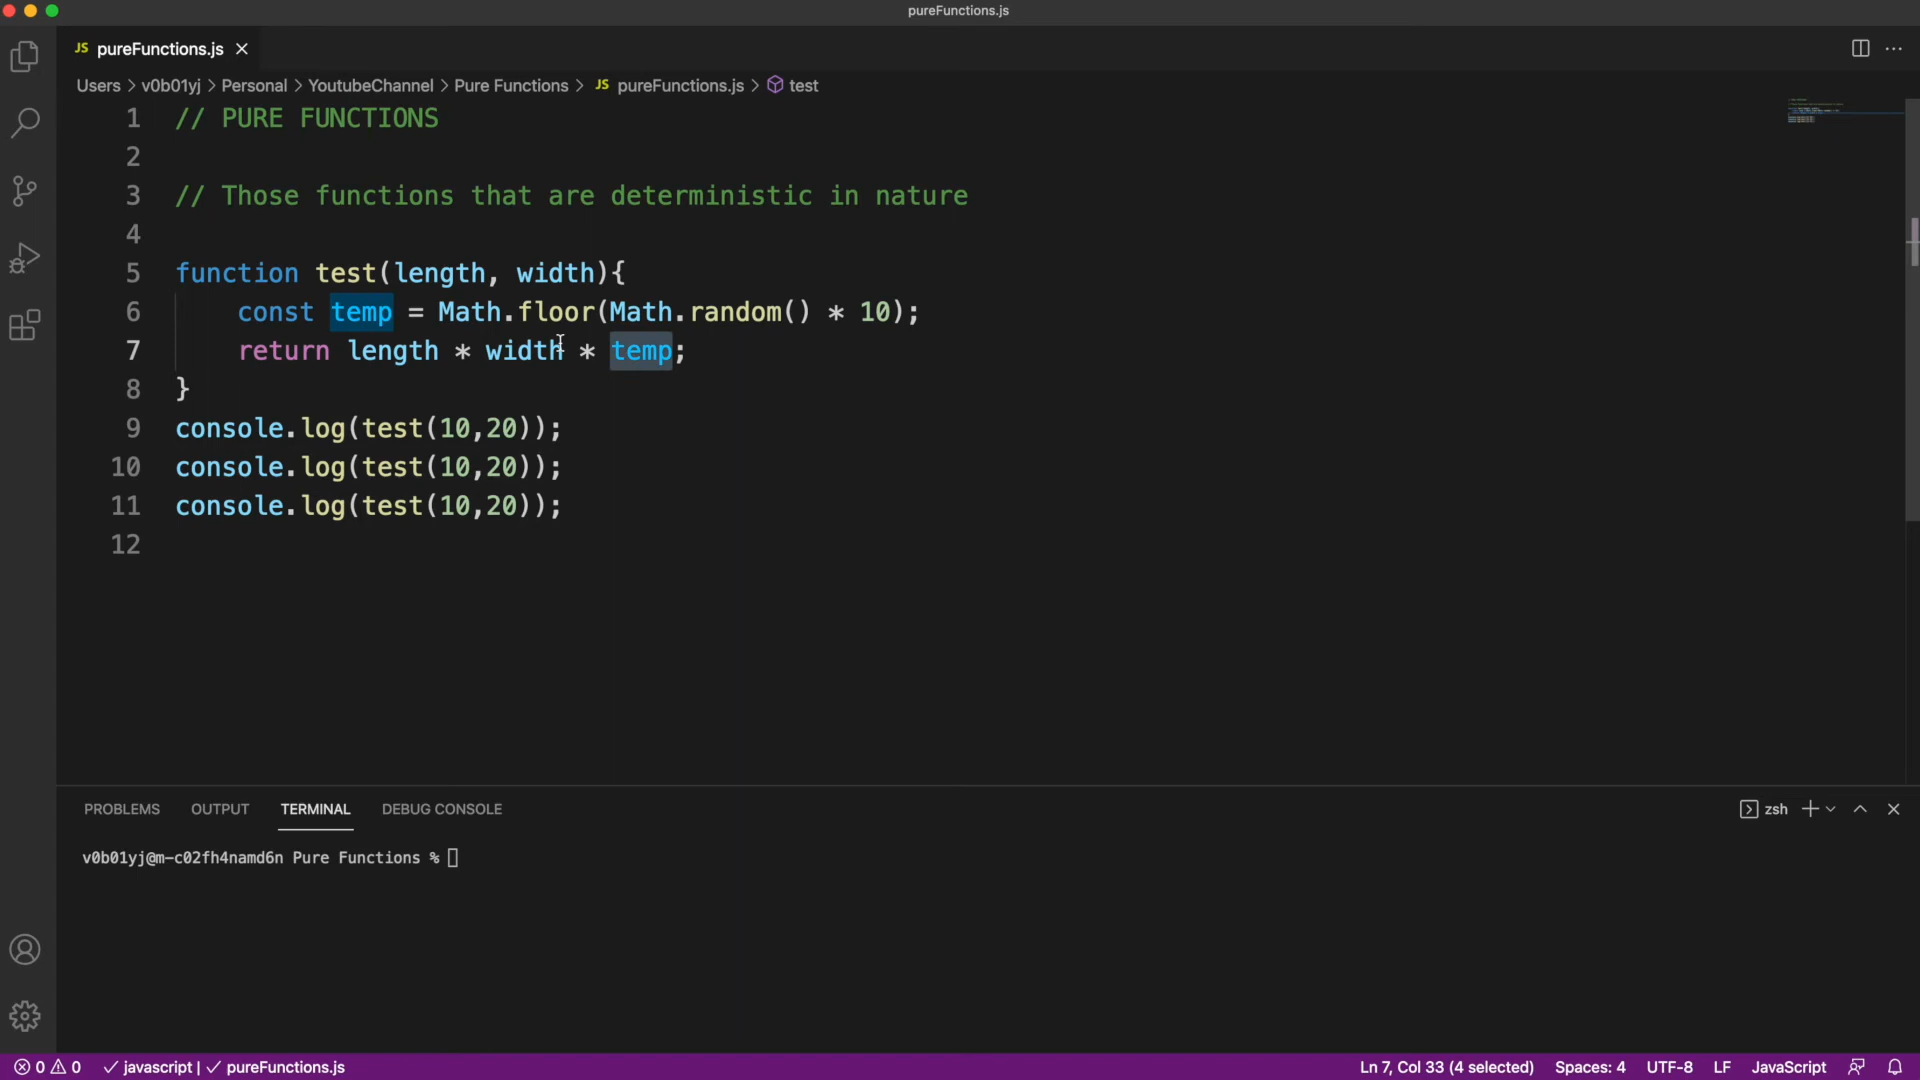 pureFunctions.js
JS pureFunctions.js
Users > v0b01yj > Personal > YoutubeChannel > Pure Functions > JS pureFunctions.js > test
1 // PURE FUNCTIONS
2
3 // Those functions that are deterministic in nature
4
5 function test(length, width){
6 const temp = Math.floor(Math.random() * 10);
7 return length * width * temp;
8 }
9 console.log(test(10,20));
10 console.log(test(10,20));
11 console.log(test(10,20));
12
PROBLEMS OUTPUT TERMINAL DEBUG CONSOLE zsh
v0b01yj@m-c02fh4namd6n Pure Functions %
0 0 javascript | pureFunctions.js Ln 7, Col 33 (4 selected) Spaces: 4 UTF-8 LF JavaScript